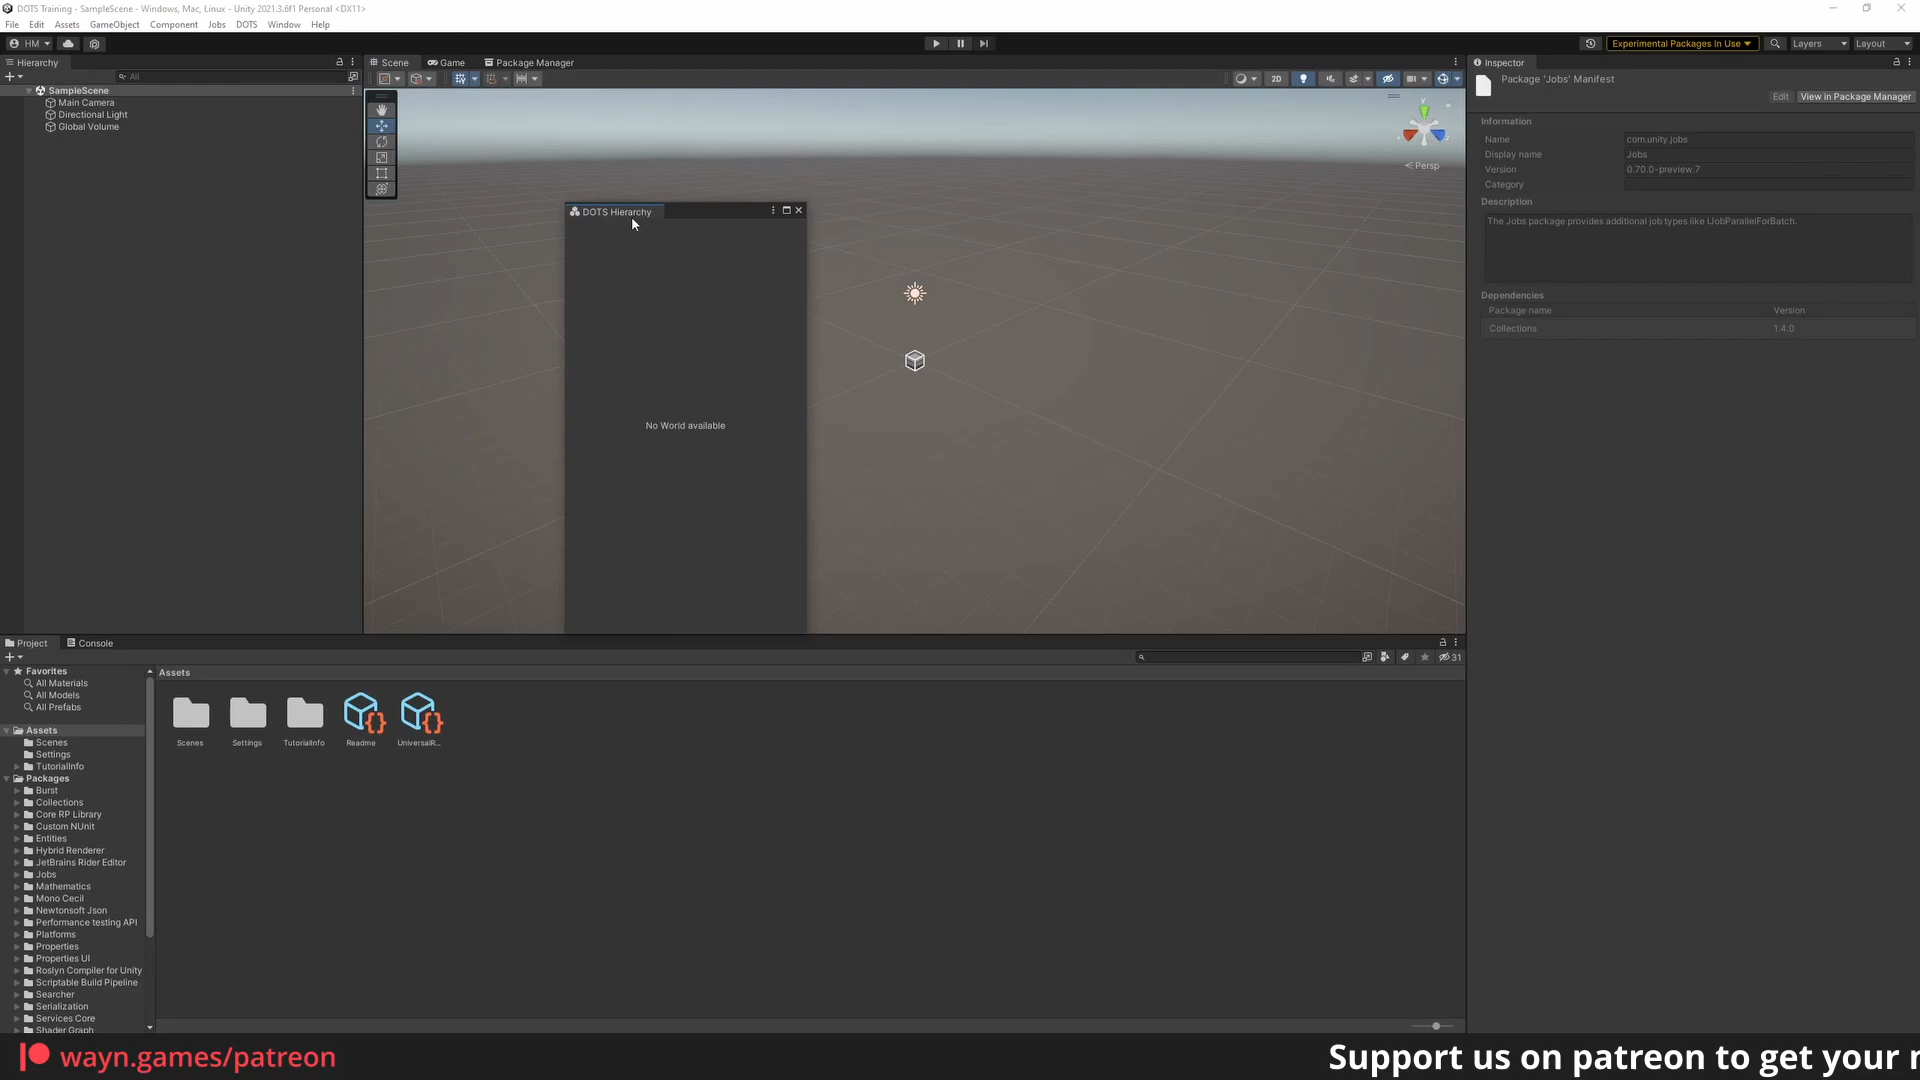 DOTS Training - SampleScene - Windows, Mac, Linux - Unity 2021.3.6f1 Personal <DX11>
File Edit Assets GameObject Component Jobs DOTS Window Help
HM
Experimental Packages In Use
Layers
Layout
Hierarchy
All
SampleScene
Main Camera
Directional Light
Global Volume
Scene
Game
Package Manager
2D
Persp
DOTS Hierarchy
No World available
Inspector
Package 'Jobs' Manifest
Edit
View in Package Manager
Information
Name com.unity.jobs
Display name Jobs
Version 0.70.0-preview.7
Category
Description
The Jobs package provides additional job types like IJobParallelForBatch.
Dependencies
Package name Version
Collections 1.4.0
Project
Console
31
Favorites
All Materials
All Models
All Prefabs
Assets
Scenes
Settings
TutorialInfo
Packages
Burst
Collections
Core RP Library
Custom NUnit
Entities
Hybrid Renderer
JetBrains Rider Editor
Jobs
Mathematics
Mono Cecil
Newtonsoft Json
Performance testing API
Platforms
Properties
Properties UI
Roslyn Compiler for Unity
Scriptable Build Pipeline
Searcher
Serialization
Services Core
Shader Graph
Assets
Scenes
Settings
TutorialInfo
Readme
UniversalR...
wayn.games/patreon
Support us on patreon to get your